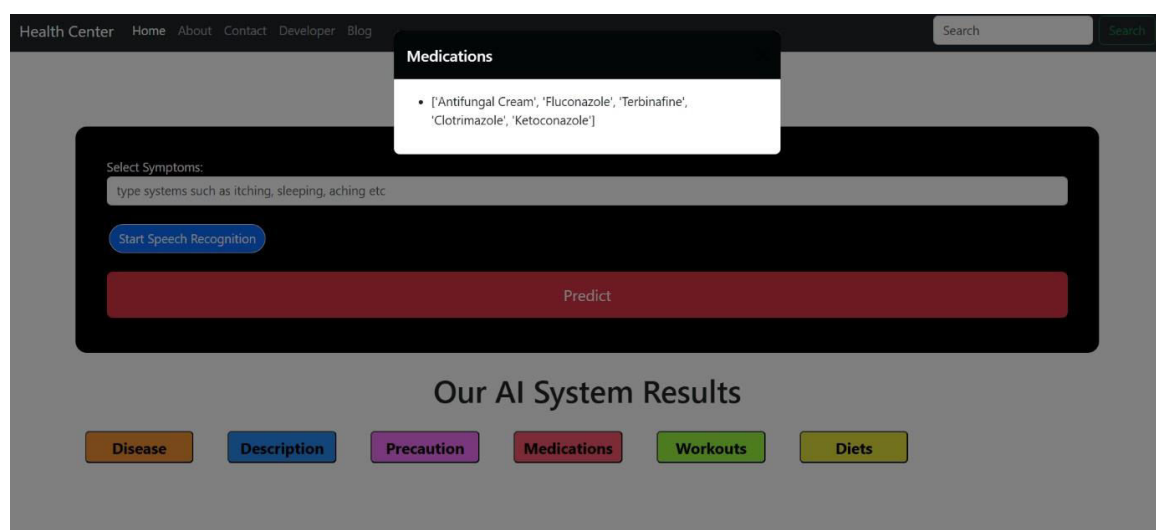 Health Center Home About Contact Developer Blog Search Search
Medications
• ['Antifungal Cream', 'Fluconazole', 'Terbinafine',
'Clotrimazole', 'Ketoconazole']
Select Symptoms:
type systems such as itching, sleeping, aching etc
Start Speech Recognition
Predict
Our AI System Results
Disease Description Precaution Medications Workouts Diets